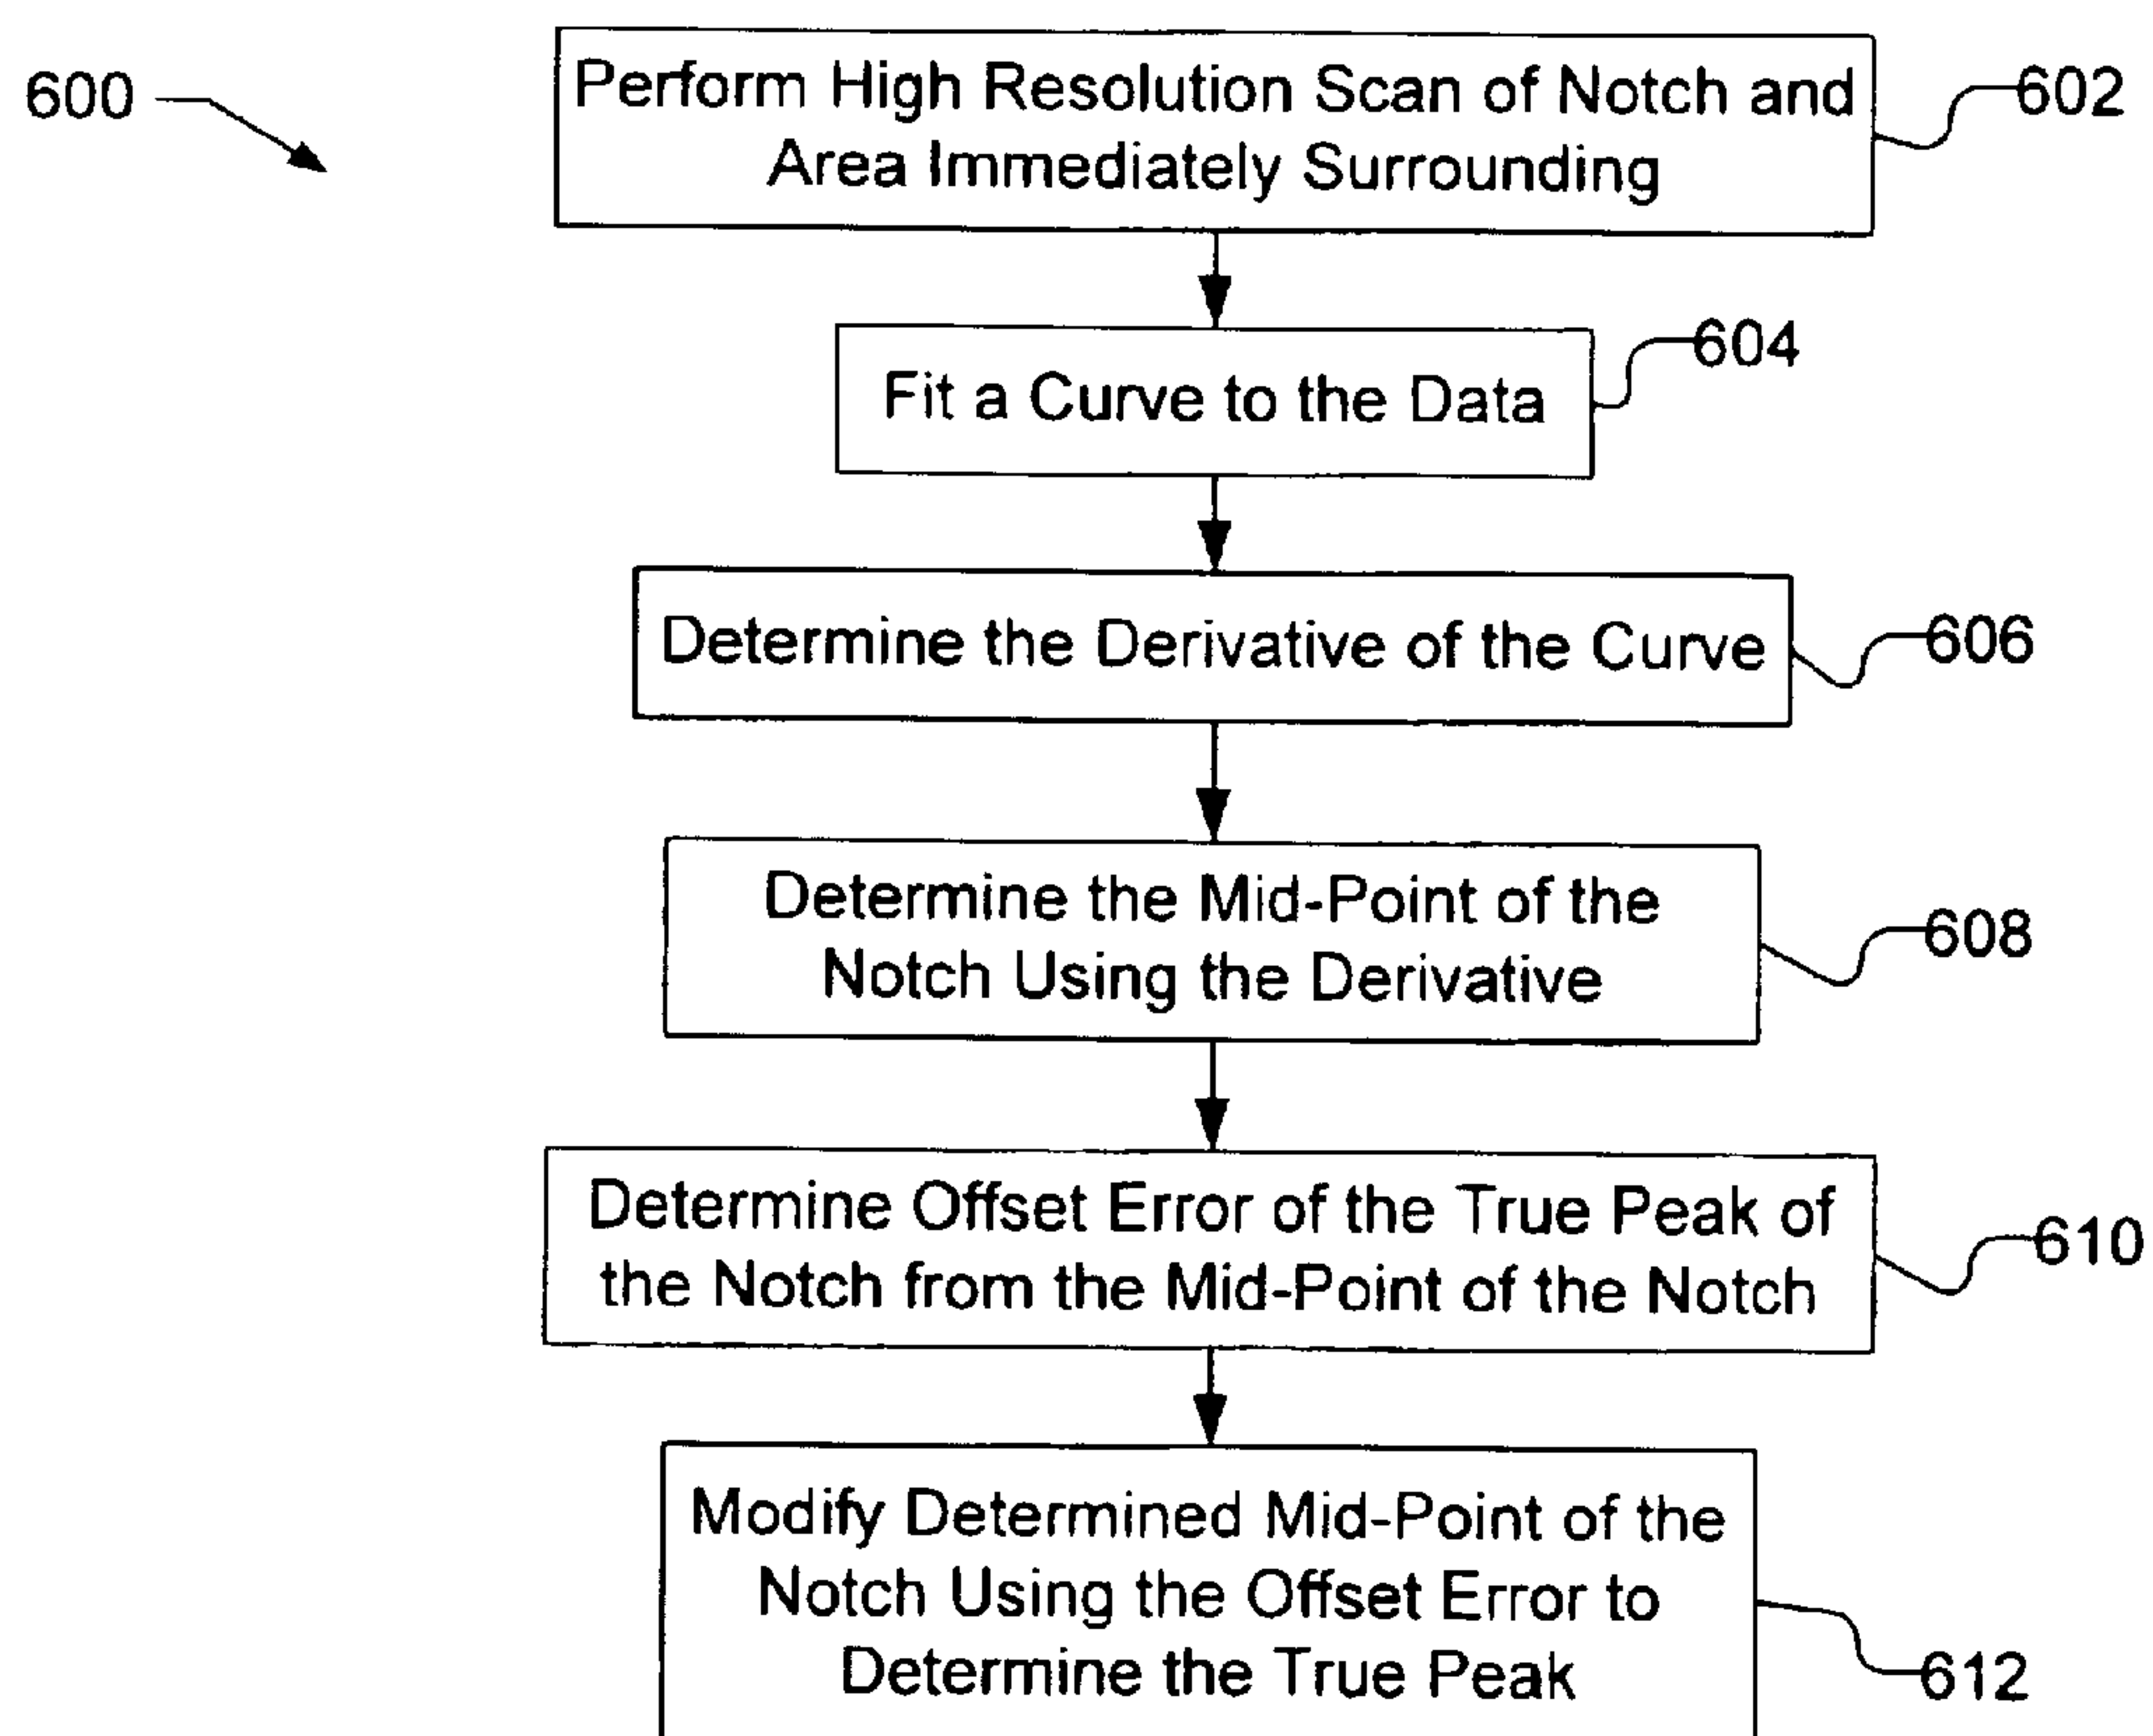 600
Perform High Resolution Scan of Notch and
Area Immediately Surrounding
602
Fit a Curve to the Data
604
Determine the Derivative of the Curve
606
Determine the Mid-Point of the
Notch Using the Derivative
608
Determine Offset Error of the True Peak of
the Notch from the Mid-Point of the Notch
610
Modify Determined Mid-Point of the
Notch Using the Offset Error to
Determine the True Peak
612